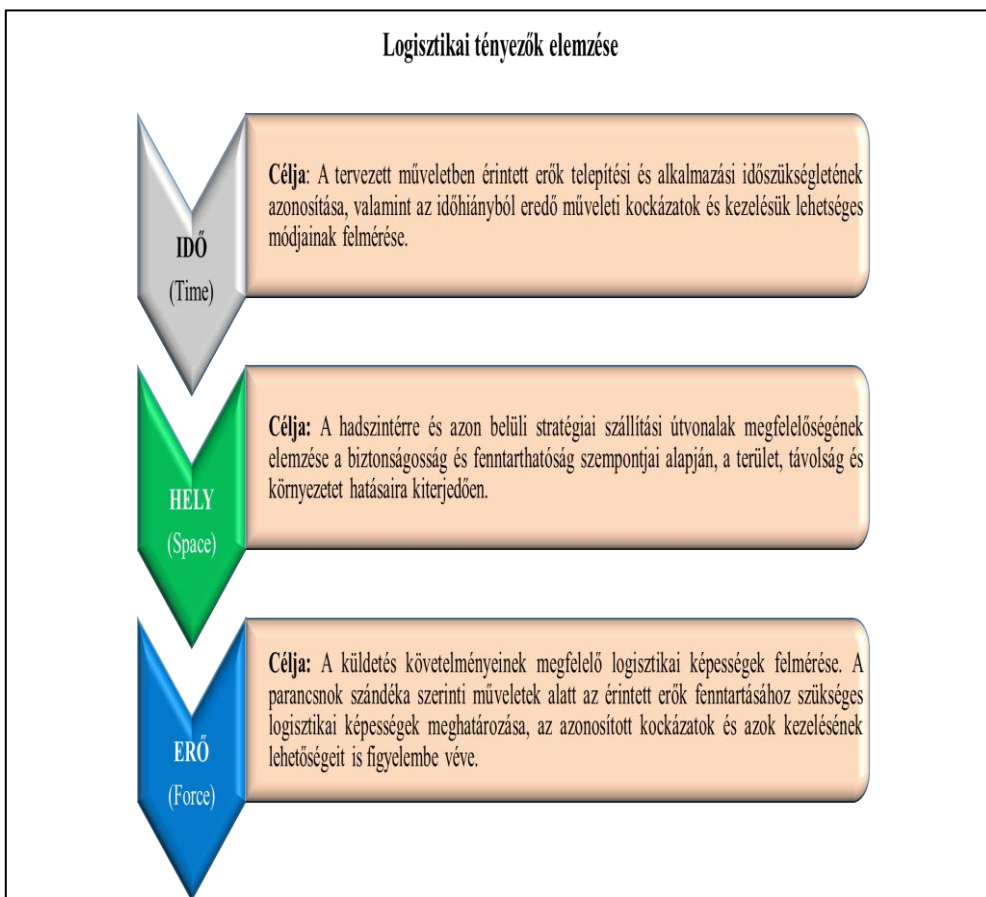 Logisztikai tényezők elemzése
IDŐ
(Time)
Célja: A tervezett műveletben érintett erők telepítési és alkalmazási időszükségletének
azonosítása, valamint az időhiányból eredő műveleti kockázatok és kezelésük lehetséges
módjainak felmérése.
HELY
(Space)
Célja: A hadszíntérre és azon belüli stratégiai szállítási útvonalak megfelelőségének
elemzése a biztonságosság és fenntarthatóság szempontjai alapján, a terület, távolság és
környezetet hatásaira kiterjedően.
ERŐ
(Force)
Célja: A küldetés követelményeinek megfelelő logisztikai képességek felmérése. A
parancsnok szándéka szerinti műveletek alatt az érintett erők fenntartásához szükséges
logisztikai képességek meghatározása, az azonosított kockázatok és azok kezelésének
lehetőségeit is figyelembe véve.